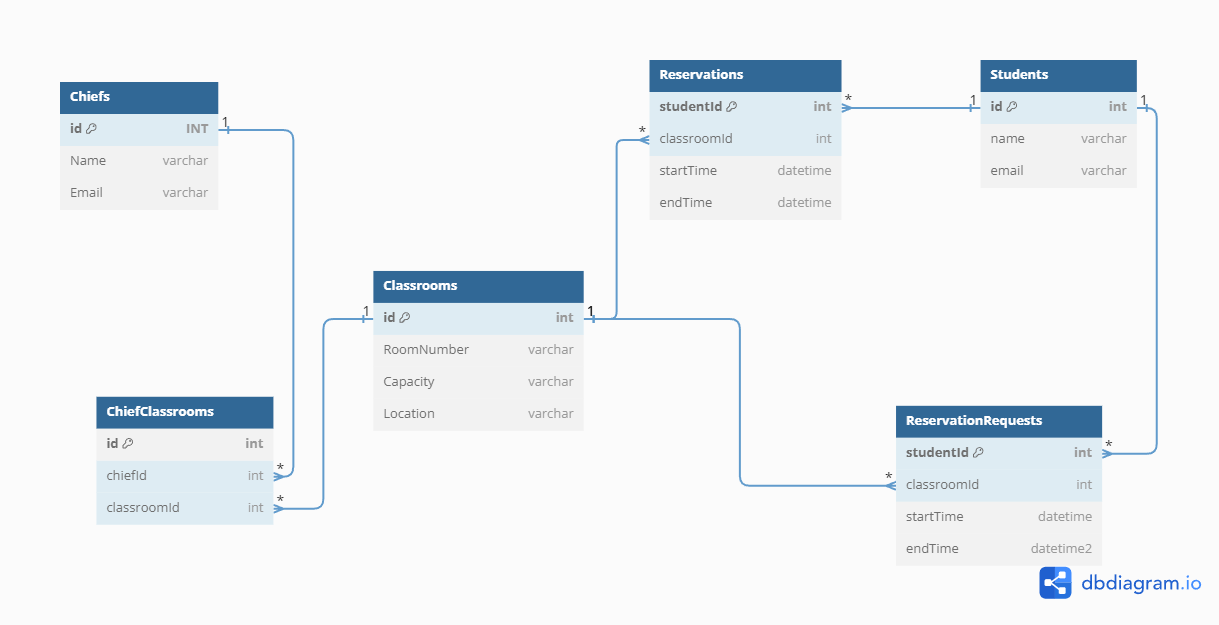 Chiefs
id INT
Name varchar
Email varchar
1
Reservations
studentId int
classroomId int
startTime datetime
endTime datetime
*
*
Students
id int
name varchar
email varchar
1
1
Classrooms
id int
RoomNumber varchar
Capacity varchar
Location varchar
1
1
ChiefClassrooms
id int
chiefId int
classroomId int
*
*
ReservationRequests
studentId int
classroomId int
startTime datetime
endTime datetime2
*
*
dbdiagram.io